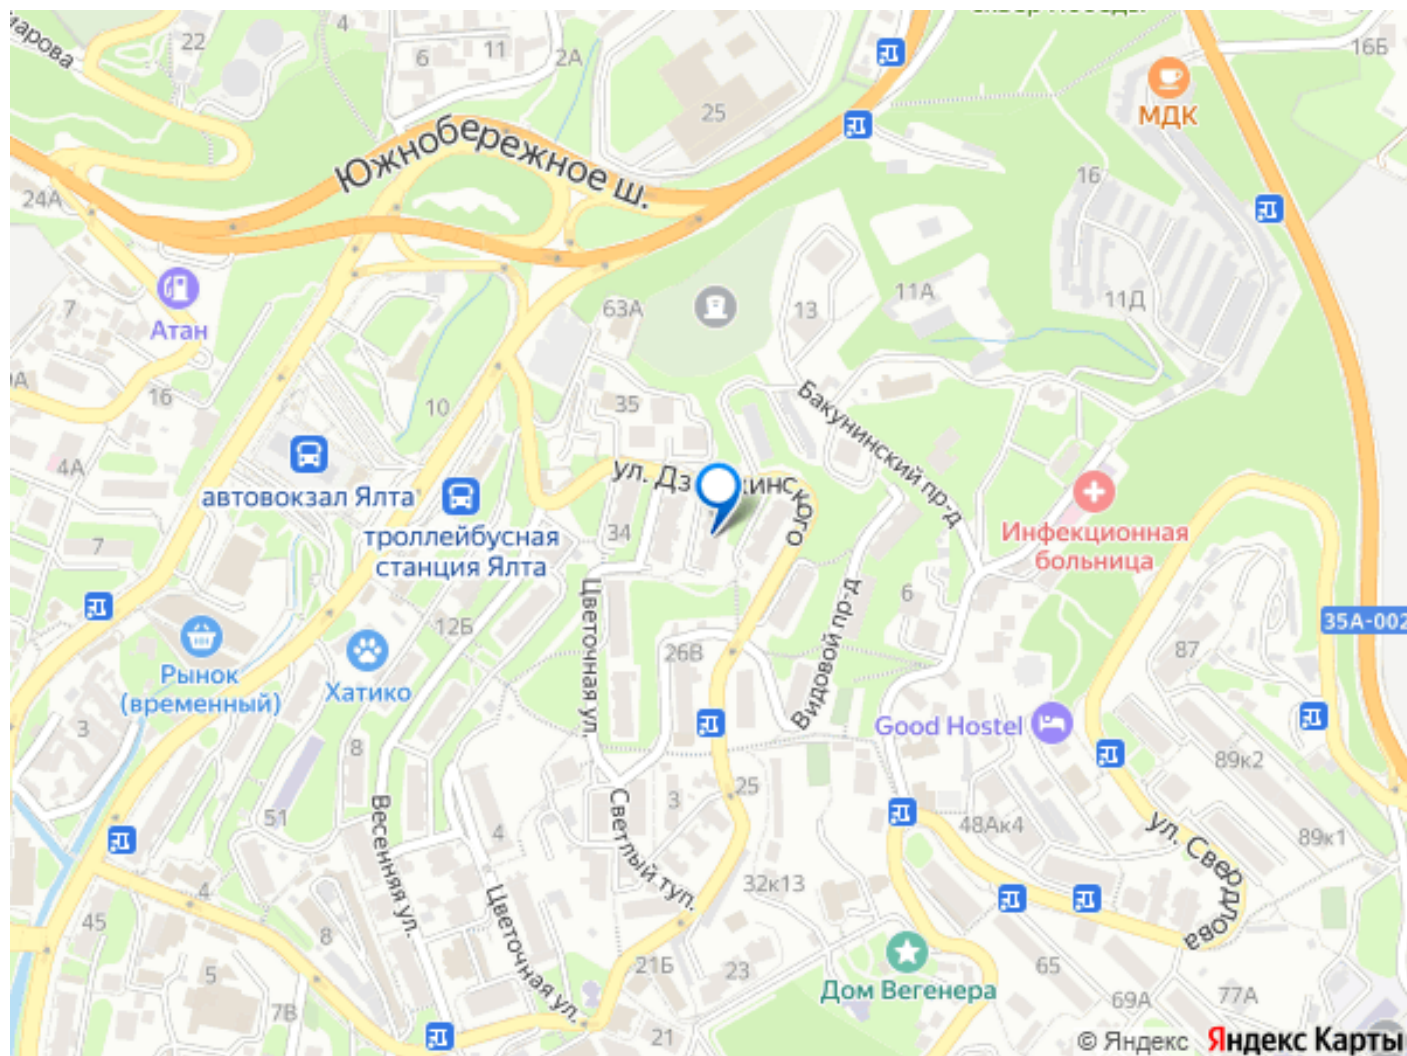 4
22
6
11
2А
16Б
25
МДК
Южнобережное ш.
16
24А
7
Атан
63А
13
11А
11Д
16
10
35
Бакунинский пр-д
4А
автовокзал Ялта
ул. Дз
жинского
троллейбусная
станция Ялта
34
Инфекционная
больница
7
Цветочная ул.
6
12Б
35А-002
Рынок
(временный)
Хатико
26В
Видовой пр-д
87
3
8
Good Hostel
89к2
51
Весенняя ул.
4
Светлый туп.
3
25
48Ак4
ул. Свердлова
89к1
4
45
8
Цветочная ул.
32к13
5
7В
21Б
23
21
Дом Вегенера
65
69А
77А
© Яндекс Яндекс Карты